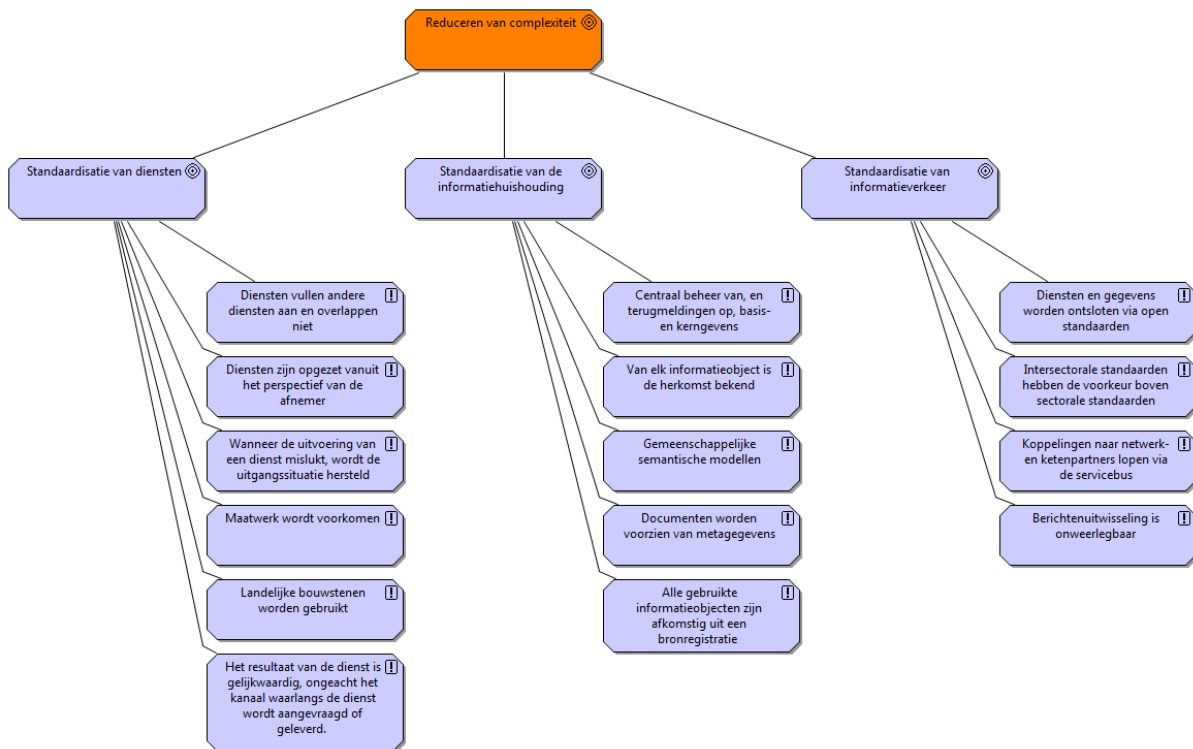 Reduceren van complexiteit
Standaardisatie van diensten
Standaardisatie van de
informatiehuishouding
Standaardisatie van
informatieverkeer
Diensten vullen andere
diensten aan en overlappen
niet
Diensten zijn opgezet vanuit
het perspectief van de
afnemer
Wanneer de uitvoering van
een dienst mislukt, wordt de
uitgangssituatie hersteld
Maatwerk wordt voorkomen
Landelijke bouwstenen
worden gebruikt
Het resultaat van de dienst is
gelijkwaardig, ongeacht het
kanaal waarlangs de dienst
wordt aangevraagd of
geleverd.
Centraal beheer van, en
terugmeldingen op, basis-
en kerngevens
Van elk informatieobject is
de herkomst bekend
Gemeenschappelijke
semantische modellen
Documenten worden
voorzien van metagegevens
Alle gebruikte
informatieobjecten zijn
afkomstig uit een
bronregistratie
Diensten en gegevens
worden ontsloten via open
standaarden
Intersectorale standaarden
hebben de voorkeur boven
sectorale standaarden
Koppelingen naar netwerk-
en ketenpartners lopen via
de servicebus
Berichtenuitwisseling is
onweerlegbaar